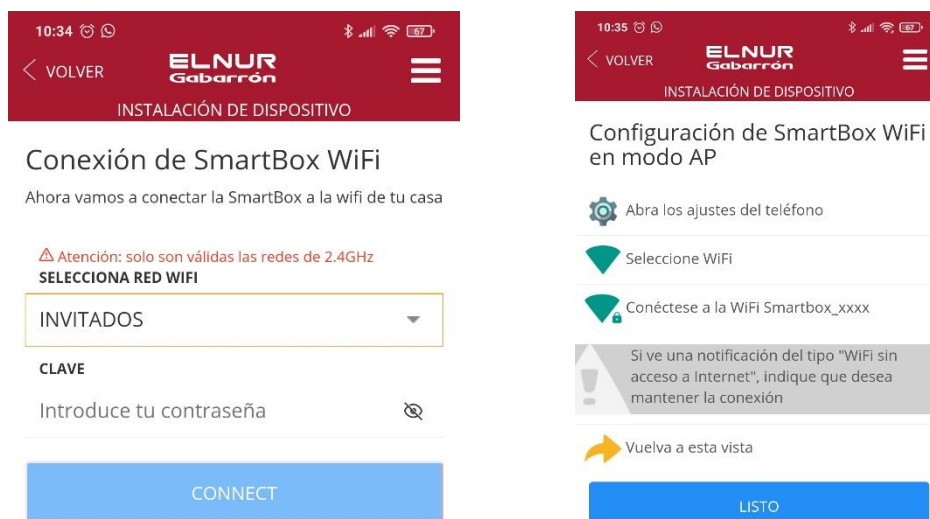 10:34
67
VOLVER
ELNUR
Gabarrón
INSTALACIÓN DE DISPOSITIVO
Conexión de SmartBox WiFi
Ahora vamos a conectar la SmartBox a la wifi de tu casa
Atención: solo son válidas las redes de 2.4GHz
SELECCIONA RED WIFI
INVITADOS
CLAVE
Introduce tu contraseña
CONNECT
10:35
67
VOLVER
ELNUR
Gabarrón
INSTALACIÓN DE DISPOSITIVO
Configuración de SmartBox WiFi
en modo AP
Abra los ajustes del teléfono
Seleccione WiFi
Conéctese a la WiFi Smartbox_xxxx
Si ve una notificación del tipo "WiFi sin
acceso a Internet", indique que desea
mantener la conexión
Vuelva a esta vista
LISTO